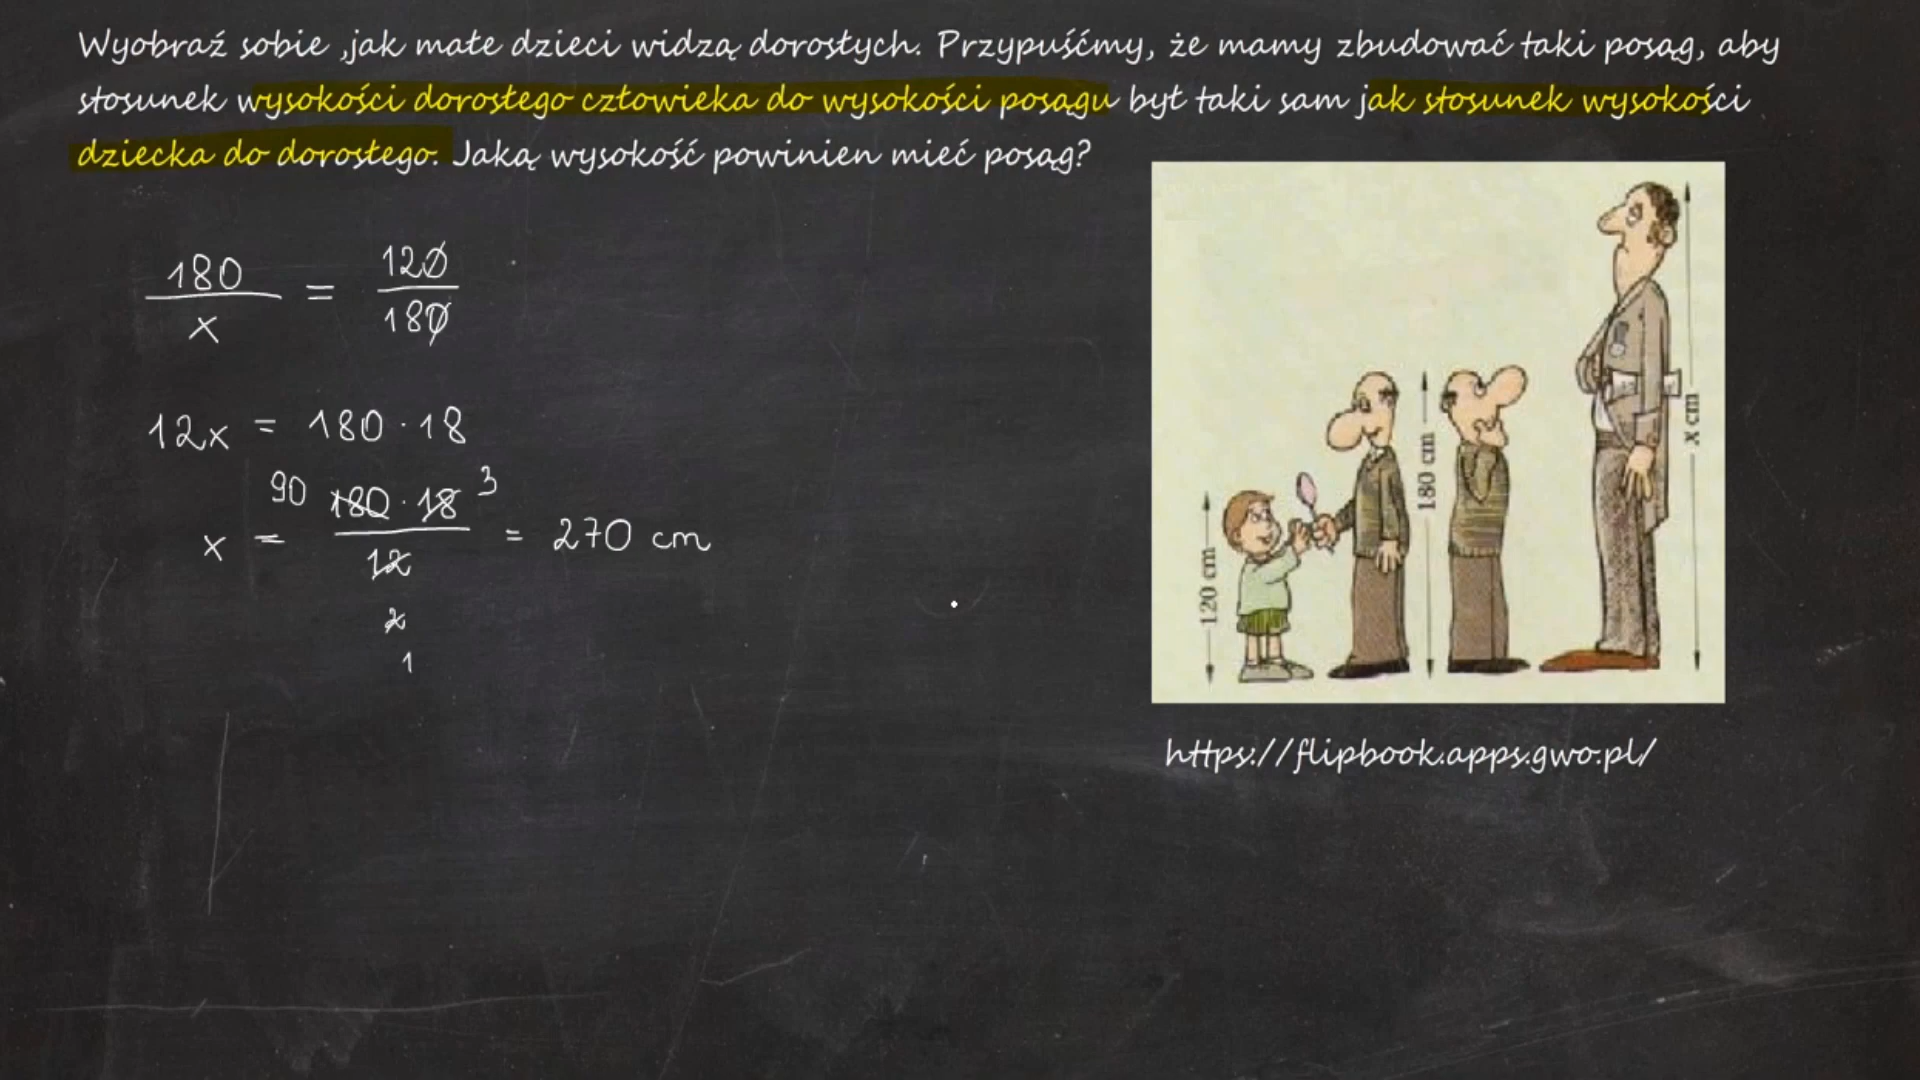 Wyobraź sobie ,jak małe dzieci widzą dorosłych. Przypuśćmy, że mamy zbudować taki posąg, aby
stosunek wysokości dorosłego człowieka do wysokości posągu był taki sam jak stosunek wysokości
dziecka do dorosłego. Jaką wysokość powinien mieć posąg?
180/x = 120/180
12x = 180 · 18
90 3
x = 180 · 18/12 = 270 cm
2
1
120 cm
180 cm
x cm
https://flipbook.apps.gwo.pl/